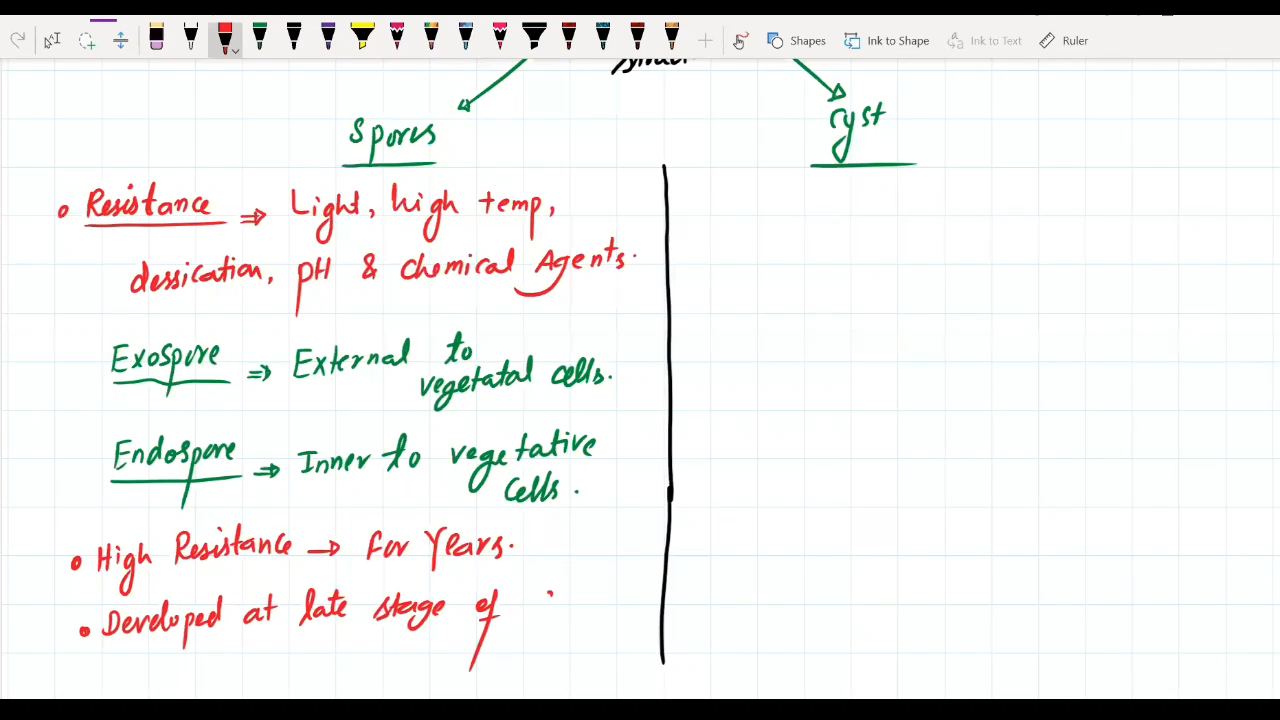 Shapes Ink to Shape Ink to Text Ruler
Spores
Cyst
• Resistance ⇒ Light, high temp,
dessication, pH & chemical Agents.
Exospore ⇒ External to
vegetatal cells.
Endospore ⇒ Inner to vegetative
cells.
• High Resistance → for years.
• Developed at late stage of